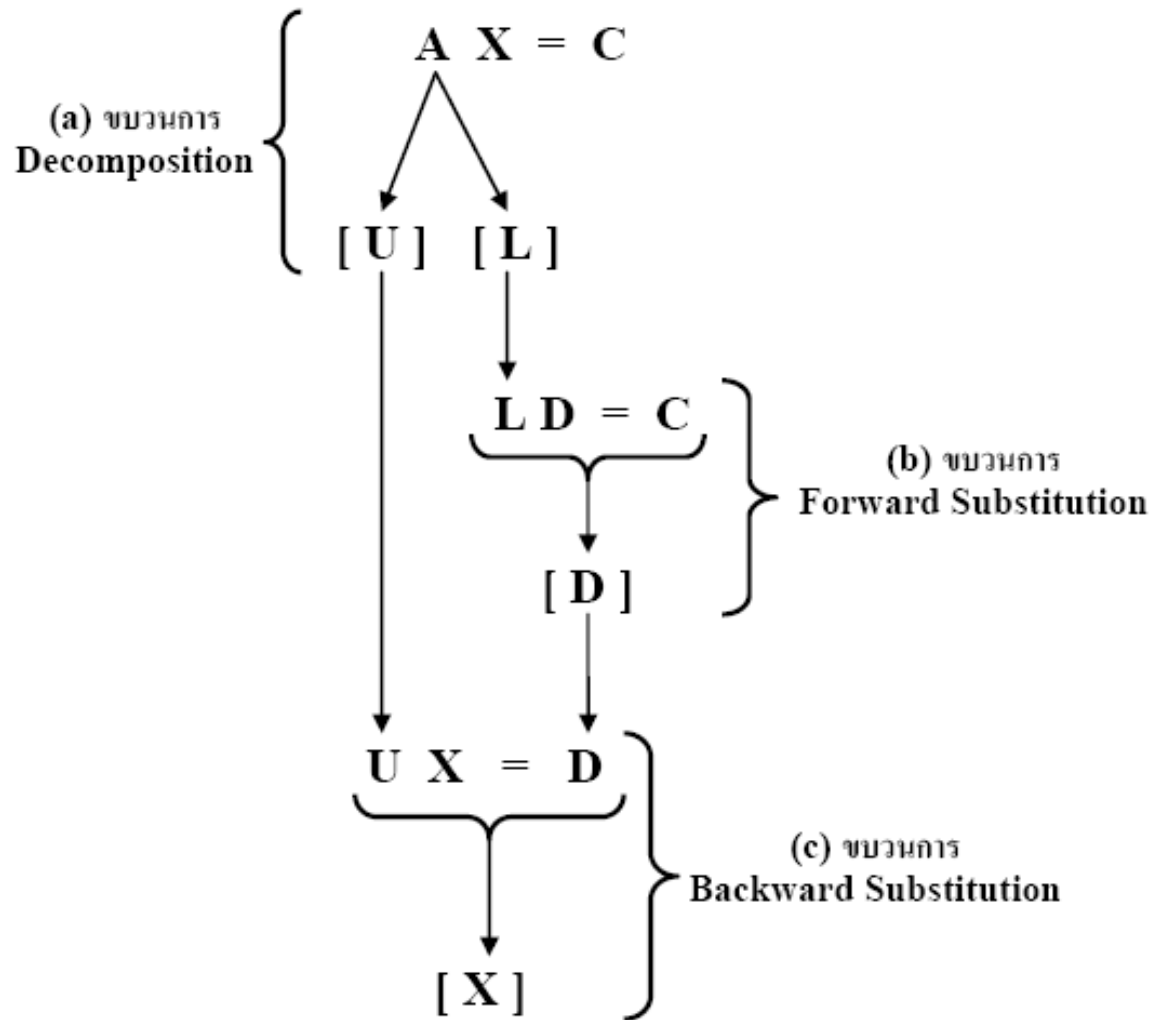 A X = C
(a) ขบวนการ
Decomposition
[ U ] [ L ]
L D = C
(b) ขบวนการ
Forward Substitution
[ D ]
U X = D
(c) ขบวนการ
Backward Substitution
[ X ]